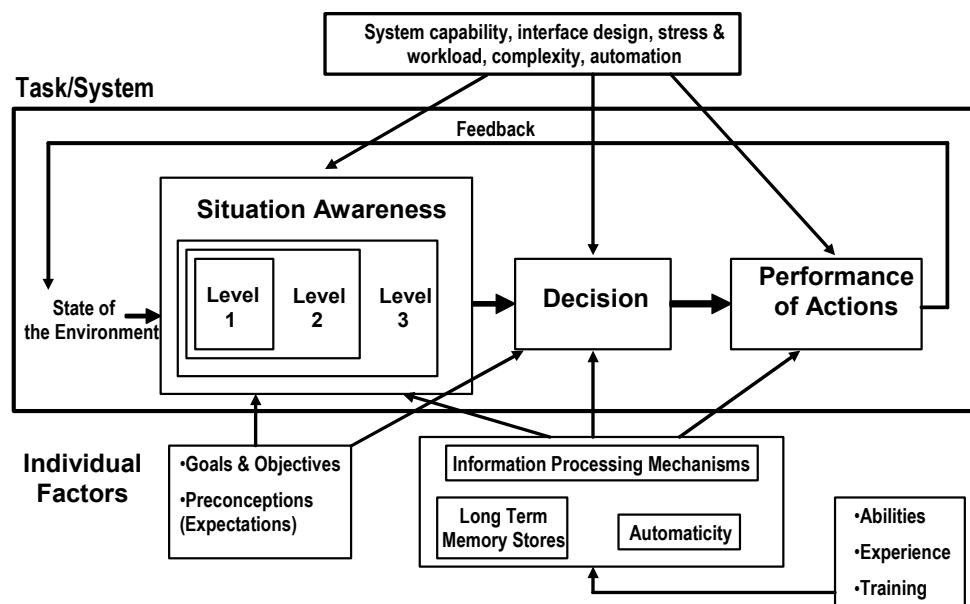 System capability, interface design, stress &
workload, complexity, automation
Task/System
Feedback
Situation Awareness
Level
1
Level
2
Level
3
State of
the Environment
Decision
Performance
of Actions
Individual
Factors
•Goals & Objectives
•Preconceptions
(Expectations)
Information Processing Mechanisms
Long Term
Memory Stores
Automaticity
•Abilities
•Experience
•Training